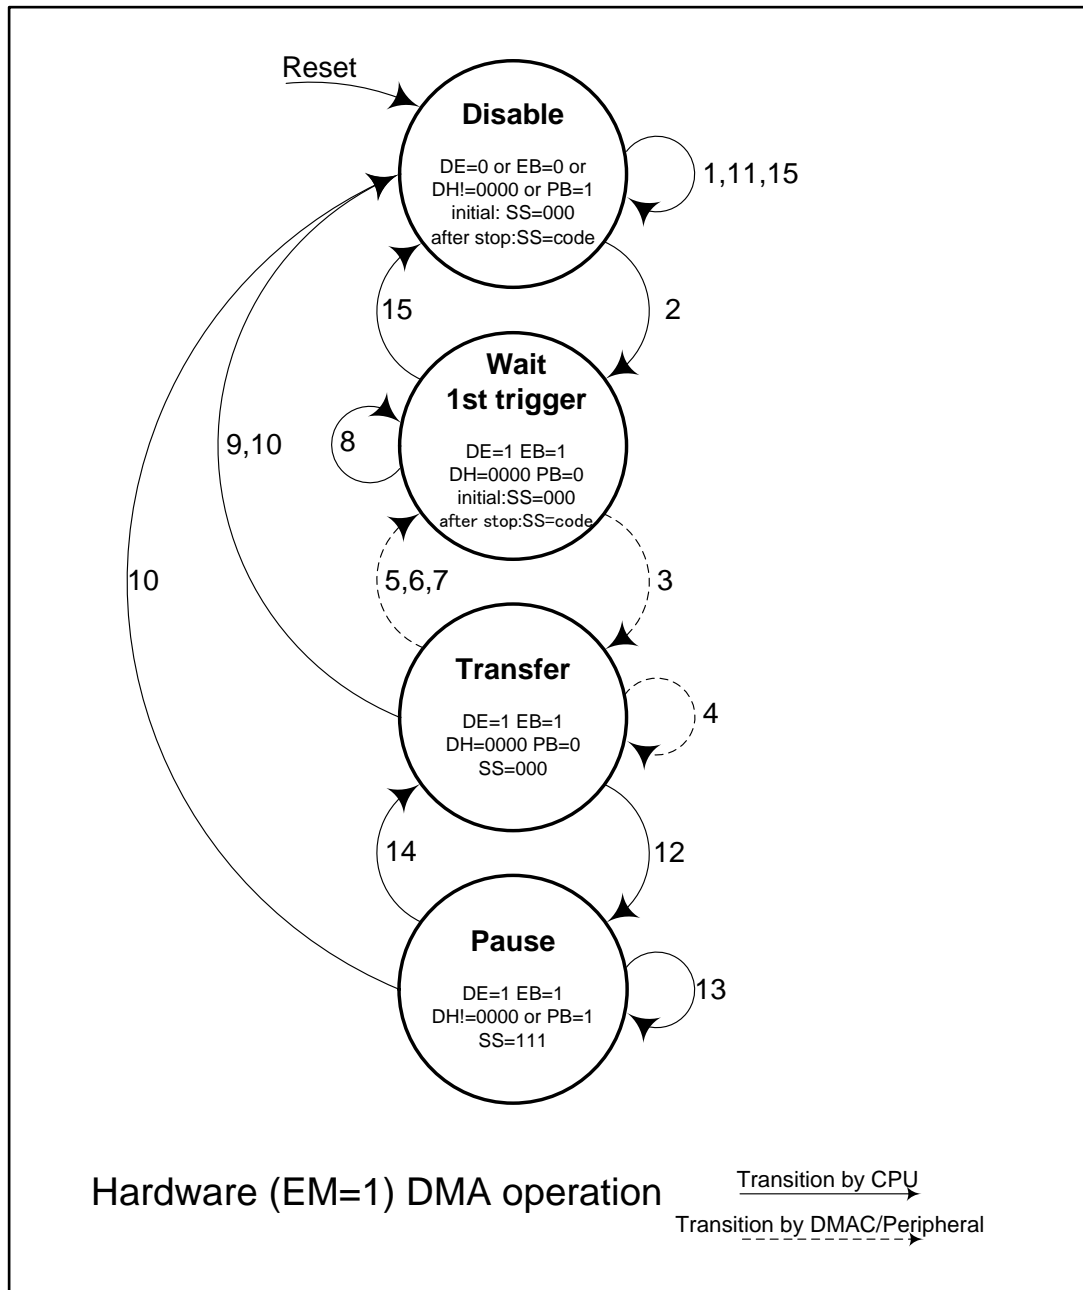 Reset
Disable
DE=0 or EB=0 or
DH!=0000 or PB=1
initial: SS=000
after stop:SS=code
1,11,15
15
2
Wait
1st trigger
DE=1 EB=1
DH=0000 PB=0
initial:SS=000
after stop:SS=code
8
9,10
10
5,6,7
3
Transfer
DE=1 EB=1
DH=0000 PB=0
SS=000
4
14
12
Pause
DE=1 EB=1
DH!=0000 or PB=1
SS=111
13
Hardware (EM=1) DMA operation
Transition by CPU
Transition by DMAC/Peripheral